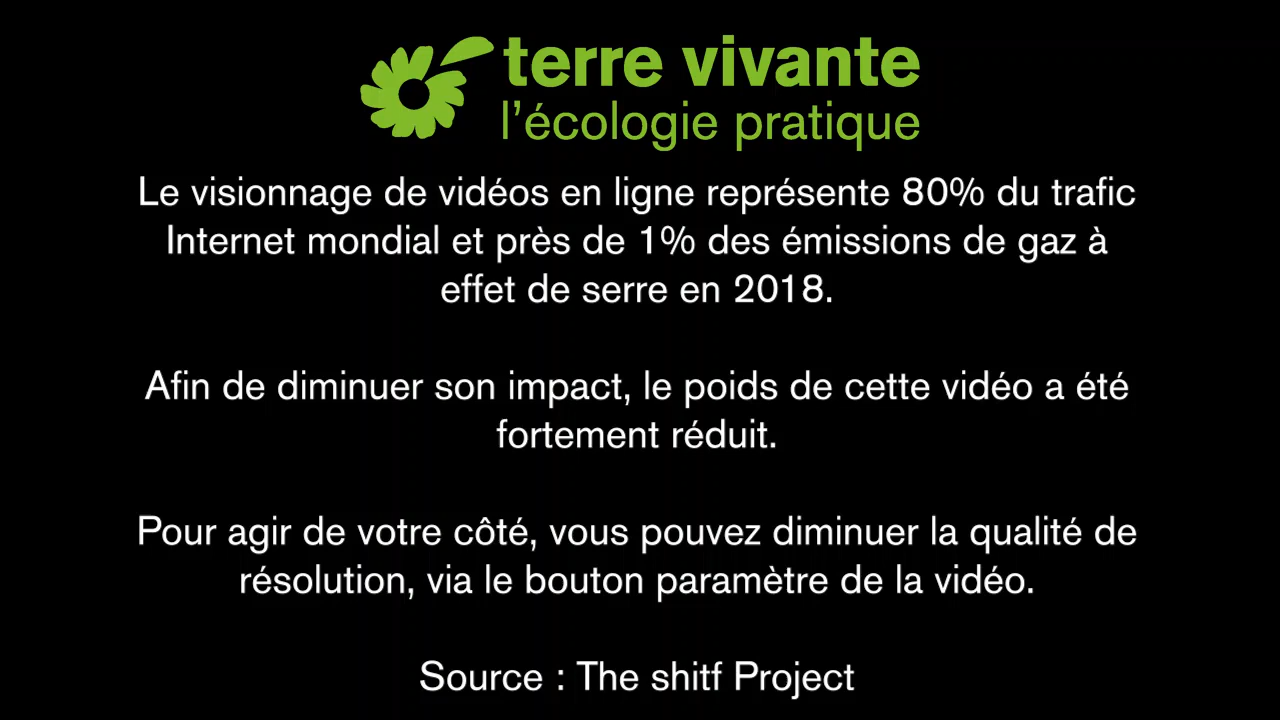 terre vivante
l'écologie pratique
Le visionnage de vidéos en ligne représente 80% du trafic
Internet mondial et près de 1% des émissions de gaz à
effet de serre en 2018.
Afin de diminuer son impact, le poids de cette vidéo a été
fortement réduit.
Pour agir de votre côté, vous pouvez diminuer la qualité de
résolution, via le bouton paramètre de la vidéo.
Source : The shitf Project